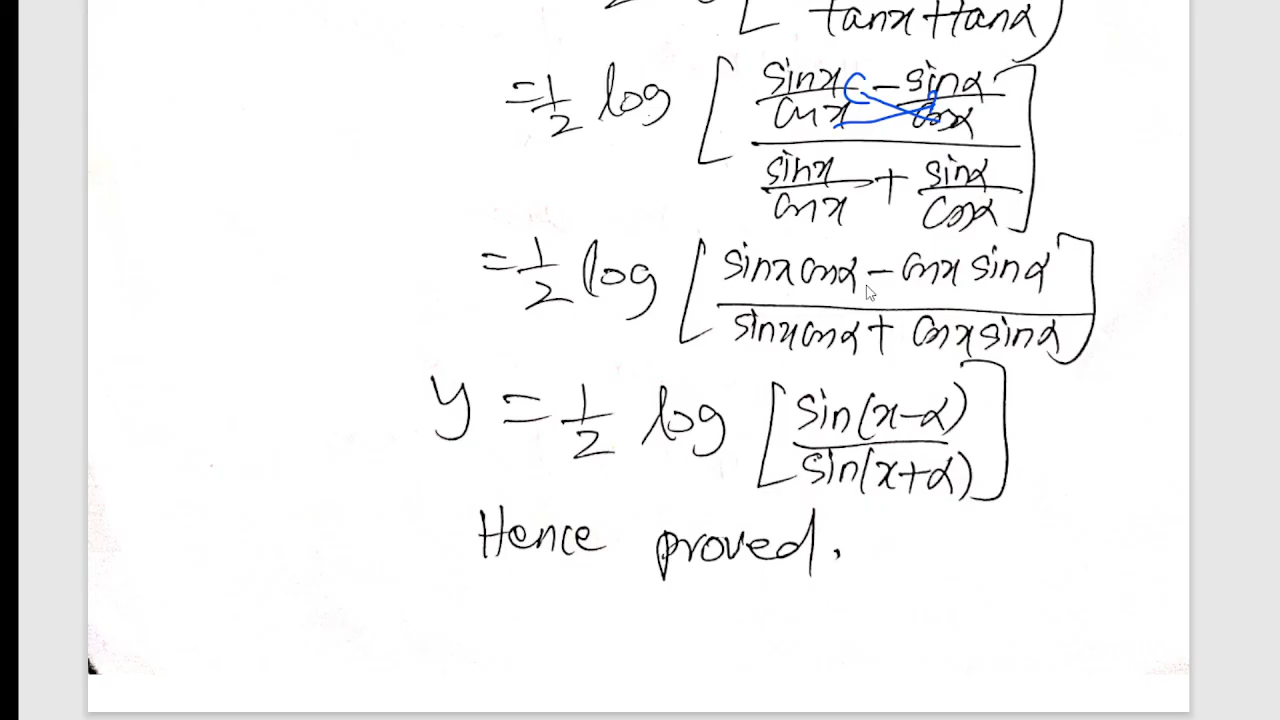 tanx + tanα
= 1/2 log [ (sinx/cosx − sinα/cosα) / (sinx/cosx + sinα/cosα) ]
= 1/2 log [ (sinx cosα − cosx sinα) / (sinx cosα + cosx sinα) ]
y = 1/2 log [ sin(x−α) / sin(x+α) ]
Hence proved.